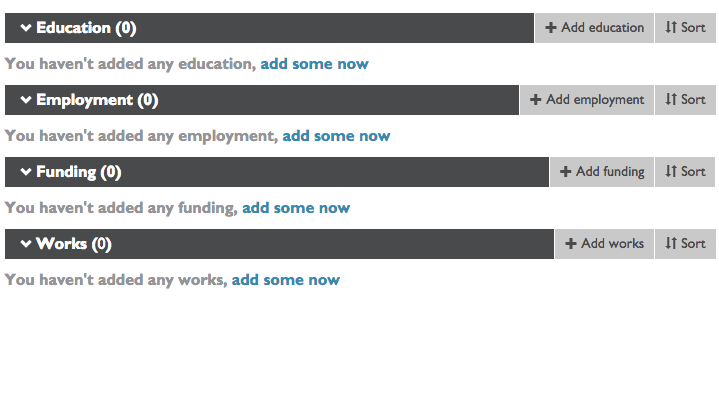 Education (0) Add education Sort
You haven't added any education, add some now
Employment (0) Add employment Sort
You haven't added any employment, add some now
Funding (0) Add funding Sort
You haven't added any funding, add some now
Works (0) Add works Sort
You haven't added any works, add some now